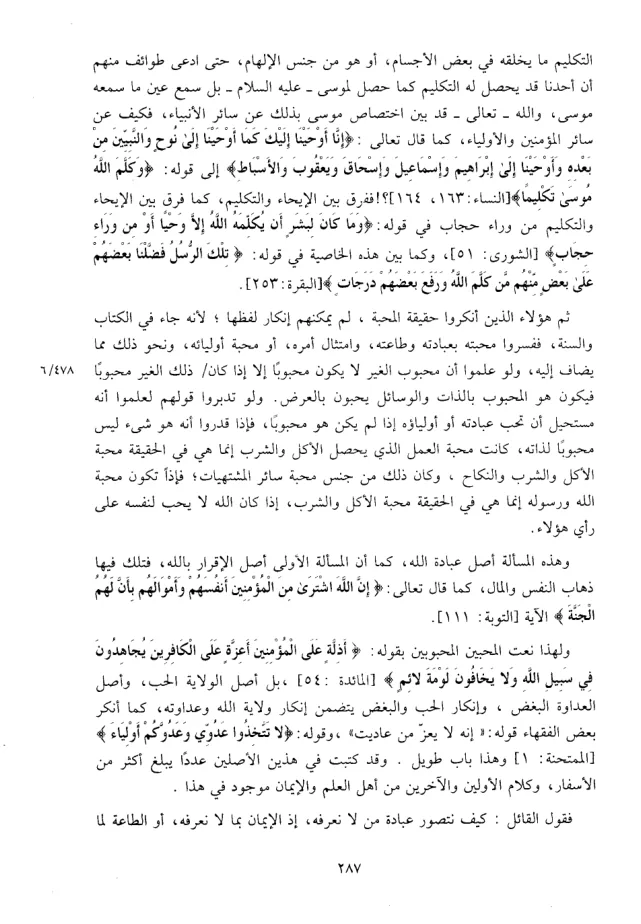 التكليم ما يخلقه في بعض الأجسام، أو هو من جنس الإلهام، حتى ادعى طوائف منهم
أن أحدنا قد يحصل له التكليم كما حصل لموسى ـ عليه السلام ـ بل سمع عين ما سمعه
موسى، والله ـ تعالى ـ قد بين اختصاص موسى بذلك عن سائر الأنبياء، فكيف عن
سائر المؤمنين والأولياء، كما قال تعالى :﴿إِنَّا أَوْحَيْنَا إِلَيْكَ كَمَا أَوْحَيْنَا إِلَىٰ نُوحٍ وَالنَّبِيِّينَ مِنْ
بَعْدِهِ وَأَوْحَيْنَا إِلَىٰ إِبْرَاهِيمَ وَإِسْمَاعِيلَ وَإِسْحَاقَ وَيَعْقُوبَ وَالأَسْبَاطِ﴾ إلى قوله: ﴿وَكَلَّمَ اللَّهُ
مُوسَىٰ تَكْلِيمًا﴾[النساء:١٦٣، ١٦٤]؟!ففرق بين الإيحاء والتكليم، كما فرق بين الإيحاء
والتكليم من وراء حجاب في قوله:﴿وَمَا كَانَ لِبَشَرٍ أَن يُكَلِّمَهُ اللَّهُ إِلاَّ وَحْيًا أَوْ مِن وَرَاءِ
حِجَابٍ﴾ [الشورى: ٥١]، وكما بين هذه الخاصية في قوله: ﴿ تِلْكَ الرُّسُلُ فَضَّلْنَا بَعْضَهُمْ
عَلَىٰ بَعْضٍ مِّنْهُم مَّن كَلَّمَ اللَّهُ وَرَفَعَ بَعْضَهُمْ دَرَجَاتٍ ﴾[البقرة:٢٥٣].
ثم هؤلاء الذين أنكروا حقيقة المحبة ، لم يمكنهم إنكار لفظها ؛ لأنه جاء في الكتاب
والسنة، ففسروا محبته بعبادته وطاعته، وامتثال أمره، أو محبة أوليائه، ونحو ذلك مما
يضاف إليه، ولو علموا أن محبوب الغير لا يكون محبوبًا إلا إذا كان/ ذلك الغير محبوبًا
٦/٤٧٨
فيكون هو المحبوب بالذات والوسائل يحبون بالعرض. ولو تدبروا قولهم لعلموا أنه
مستحيل أن تحب عبادته أو أولياؤه إذا لم يكن هو محبوبًا، فإذا قدروا أنه هو شىء ليس
محبوبًا لذاته، كانت محبة العمل الذي يحصل الأكل والشرب إنما هي في الحقيقة محبة
الأكل والشرب والنكاح ، وكان ذلك من جنس محبة سائر المشتهيات؛ فإذاً تكون محبة
الله ورسوله إنما هي في الحقيقة محبة الأكل والشرب، إذا كان الله لا يحب لنفسه على
رأي هؤلاء.
وهذه المسألة أصل عبادة الله، كما أن المسألة الأولى أصل الإقرار بالله، فتلك فيها
ذهاب النفس والمال، كما قال تعالى:﴿ إِنَّ اللَّهَ اشْتَرَىٰ مِنَ الْمُؤْمِنِينَ أَنفُسَهُمْ وَأَمْوَالَهُم بِأَنَّ لَهُمُ
الْجَنَّةَ ﴾ الآية [التوبة: ١١١].
ولهذا نعت المحبين المحبوبين بقوله: ﴿ أَذِلَّةٍ عَلَى الْمُؤْمِنِينَ أَعِزَّةٍ عَلَى الْكَافِرِينَ يُجَاهِدُونَ
فِي سَبِيلِ اللَّهِ وَلا يَخَافُونَ لَوْمَةَ لائِمٍ ﴾ [المائدة :٥٤] ،بل أصل الولاية الحب، وأصل
العداوة البغض ، وإنكار الحب والبغض يتضمن إنكار ولاية الله وعداوته، كما أنكر
بعض الفقهاء قوله:« إنه لا يعزّ من عاديت» ،وقوله:﴿لا تَتَّخِذُوا عَدُوِّي وَعَدُوَّكُمْ أَوْلِيَاءَ ﴾
[الممتحنة: ١] وهذا باب طويل . وقد كتبت في هذين الأصلين عددًا يبلغ أكثر من
الأسفار، وكلام الأولين والآخرين من أهل العلم والإيمان موجود في هذا .
فقول القائل : كيف نتصور عبادة من لا نعرفه، إذ الإيمان بما لا نعرفه، أو الطاعة لما
٢٨٧